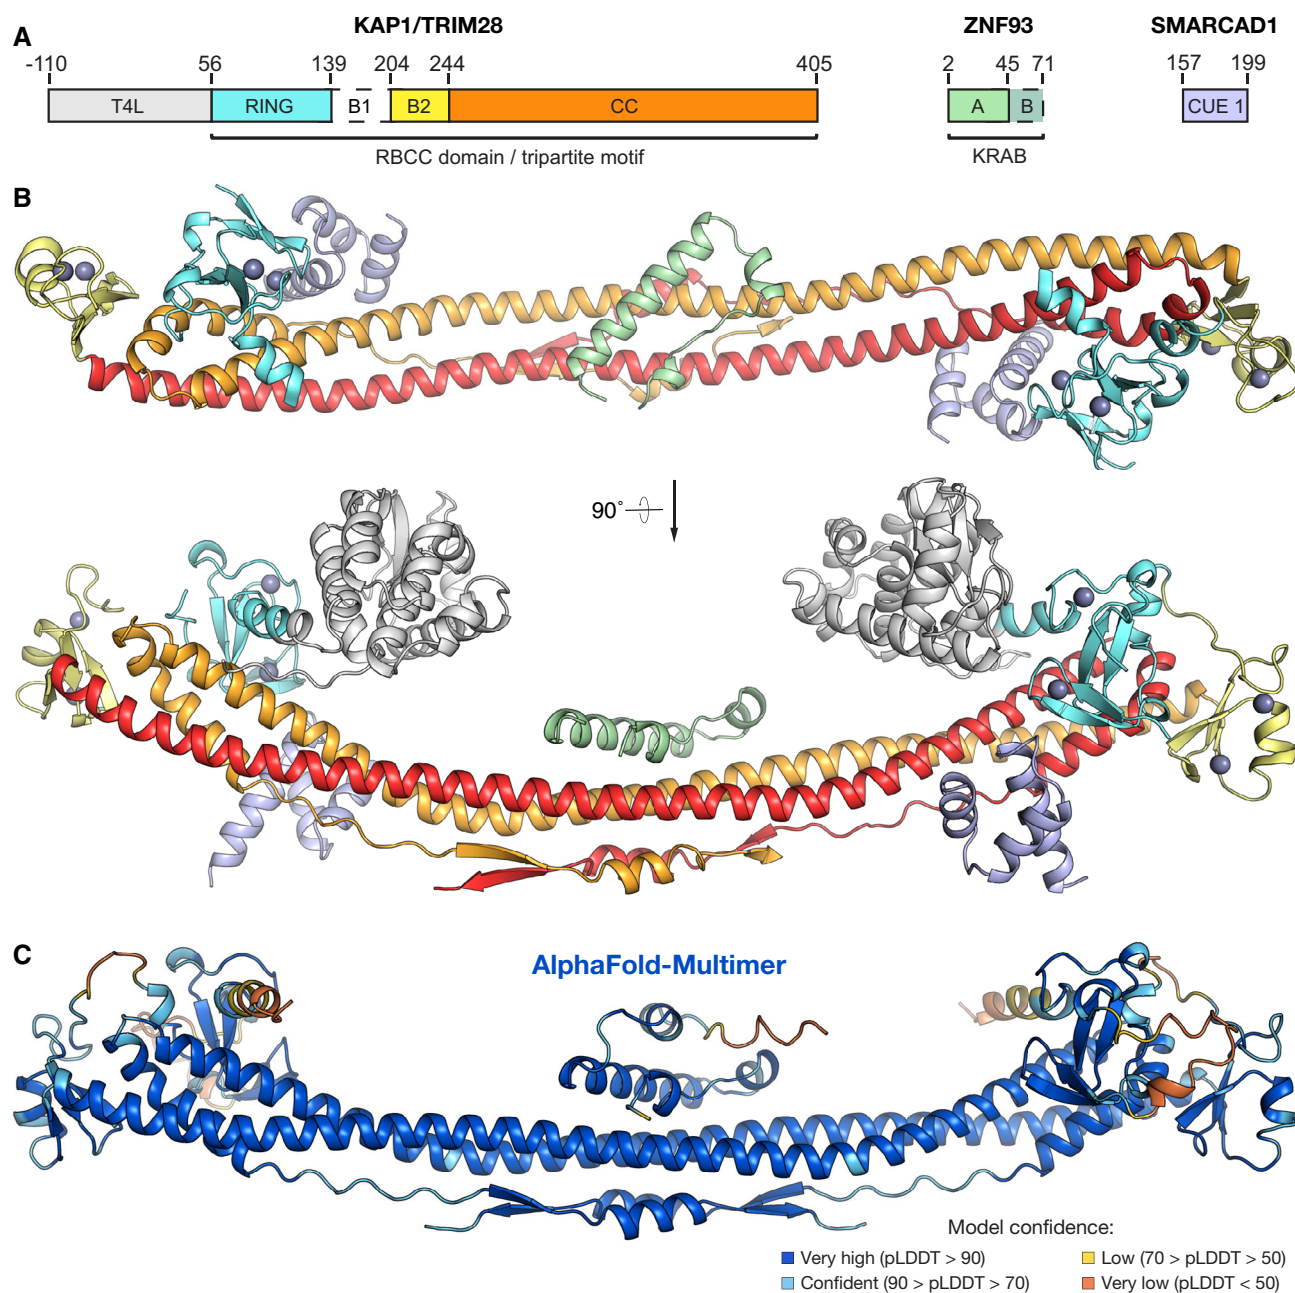 A
KAP1/TRIM28 ZNF93 SMARCAD1
-110 56 139 204 244 405 2 45 71 157 199
T4L RING B1 B2 CC A B CUE 1
RBCC domain / tripartite motif KRAB
B
90°
C
AlphaFold-Multimer
Model confidence:
Very high (pLDDT > 90) Low (70 > pLDDT > 50)
Confident (90 > pLDDT > 70) Very low (pLDDT < 50)